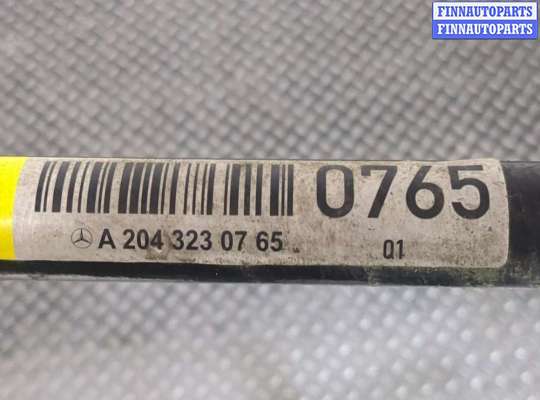 FINNAUTOPARTS
FINNAUTOPARTS
0765
A 204 323 07 65
Q1